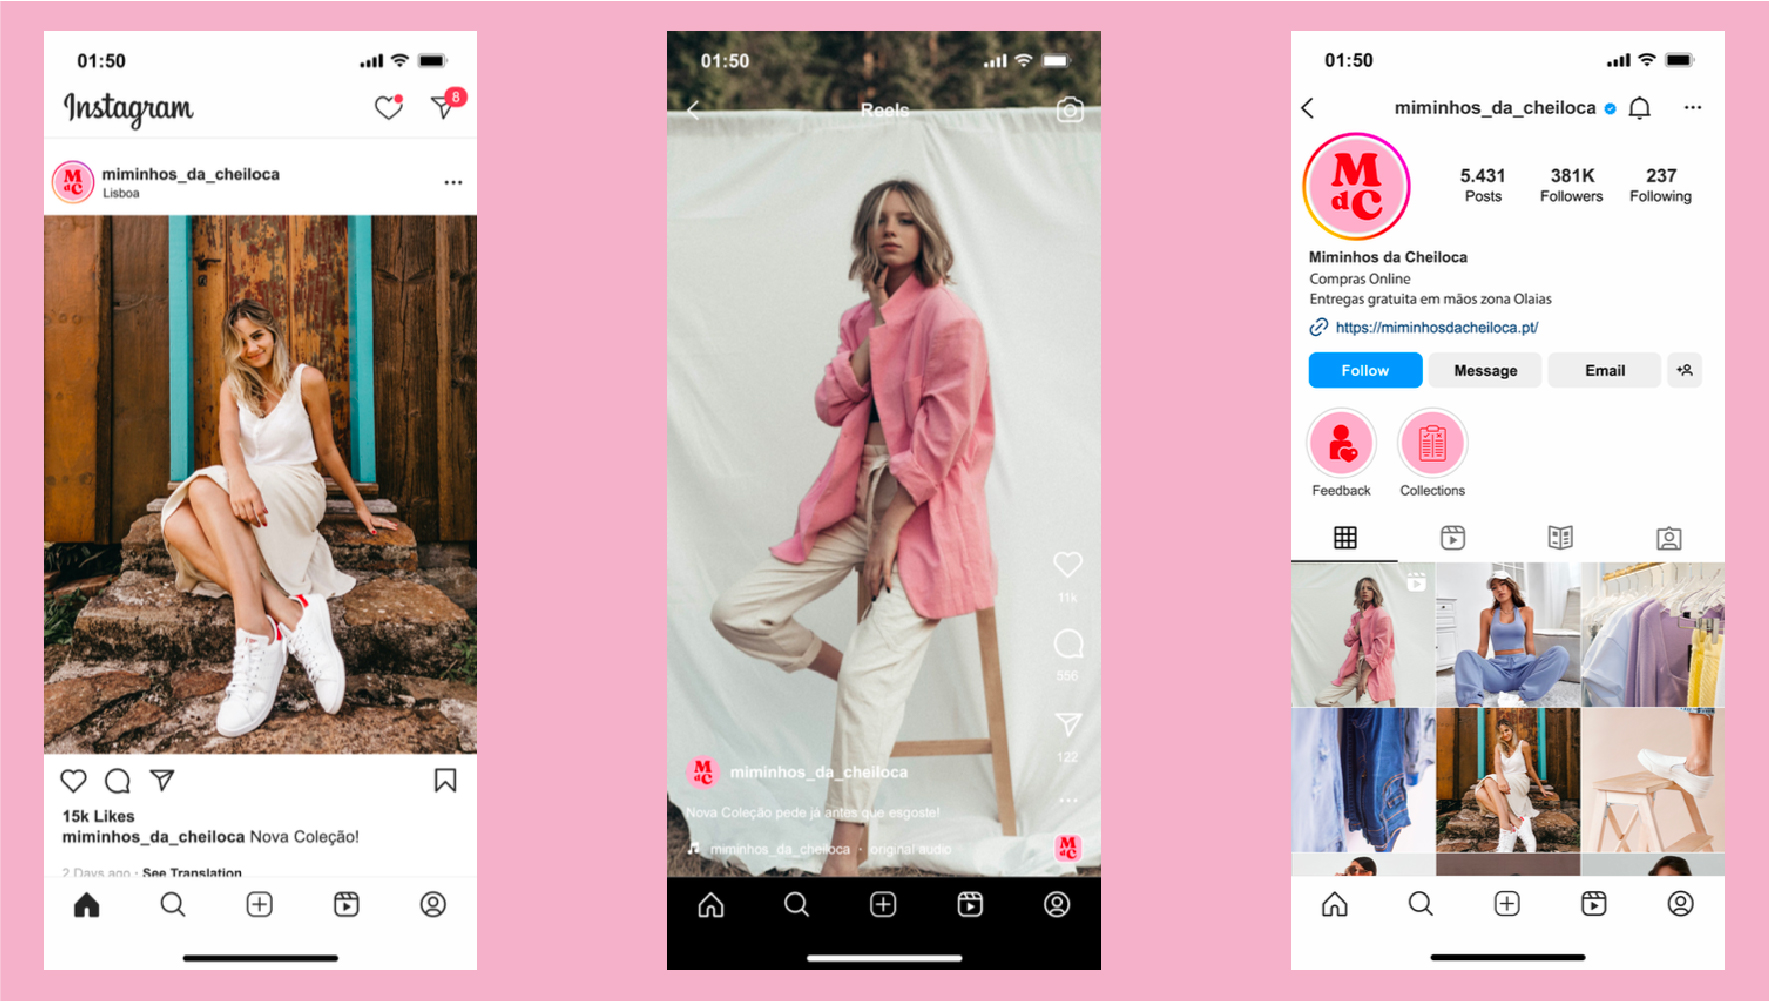 01:50
Instagram
8
M
dC
miminhos_da_cheiloca
Lisboa
15k Likes
miminhos_da_cheiloca Nova Coleção!
2 Days ago · See Translation
01:50
Reels
11k
556
122
M
dC
miminhos_da_cheiloca
Nova Coleção pede já antes que esgoste!
miminhos_da_cheiloca · original audio
M
dC
01:50
miminhos_da_cheiloca
M
dC
5.431
Posts
381K
Followers
237
Following
Miminhos da Cheiloca
Compras Online
Entregas gratuita em mãos zona Olaias
https://miminhosdacheiloca.pt/
Follow
Message
Email
Feedback
Collections